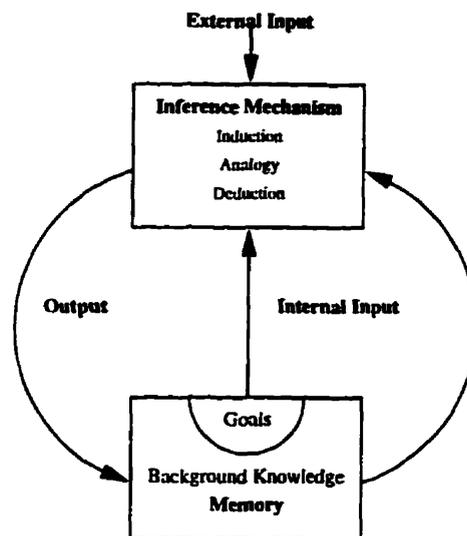 External Input
Inference Mechanism
Induction
Analogy
Deduction
Output
Internal Input
Goals
Background Knowledge
Memory